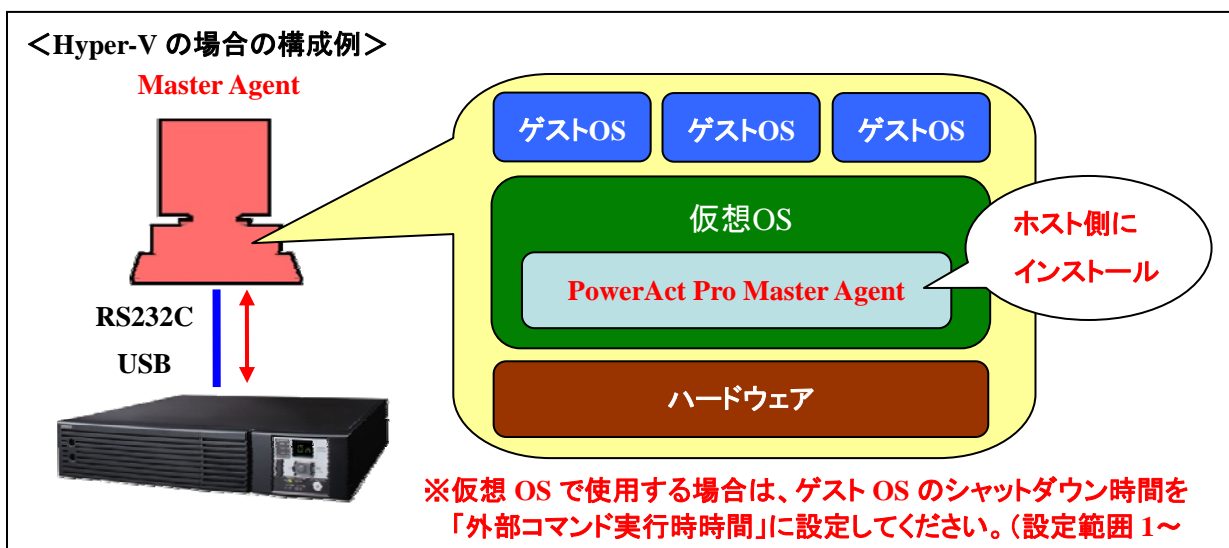 ＜Hyper-V の場合の構成例＞
Master Agent
ゲストOS
ゲストOS
ゲストOS
仮想OS
PowerAct Pro Master Agent
ホスト側に
インストール
RS232C
USB
ハードウェア
※仮想 OS で使用する場合は、ゲスト OS のシャットダウン時間を
「外部コマンド実行時時間」に設定してください。（設定範囲 1～